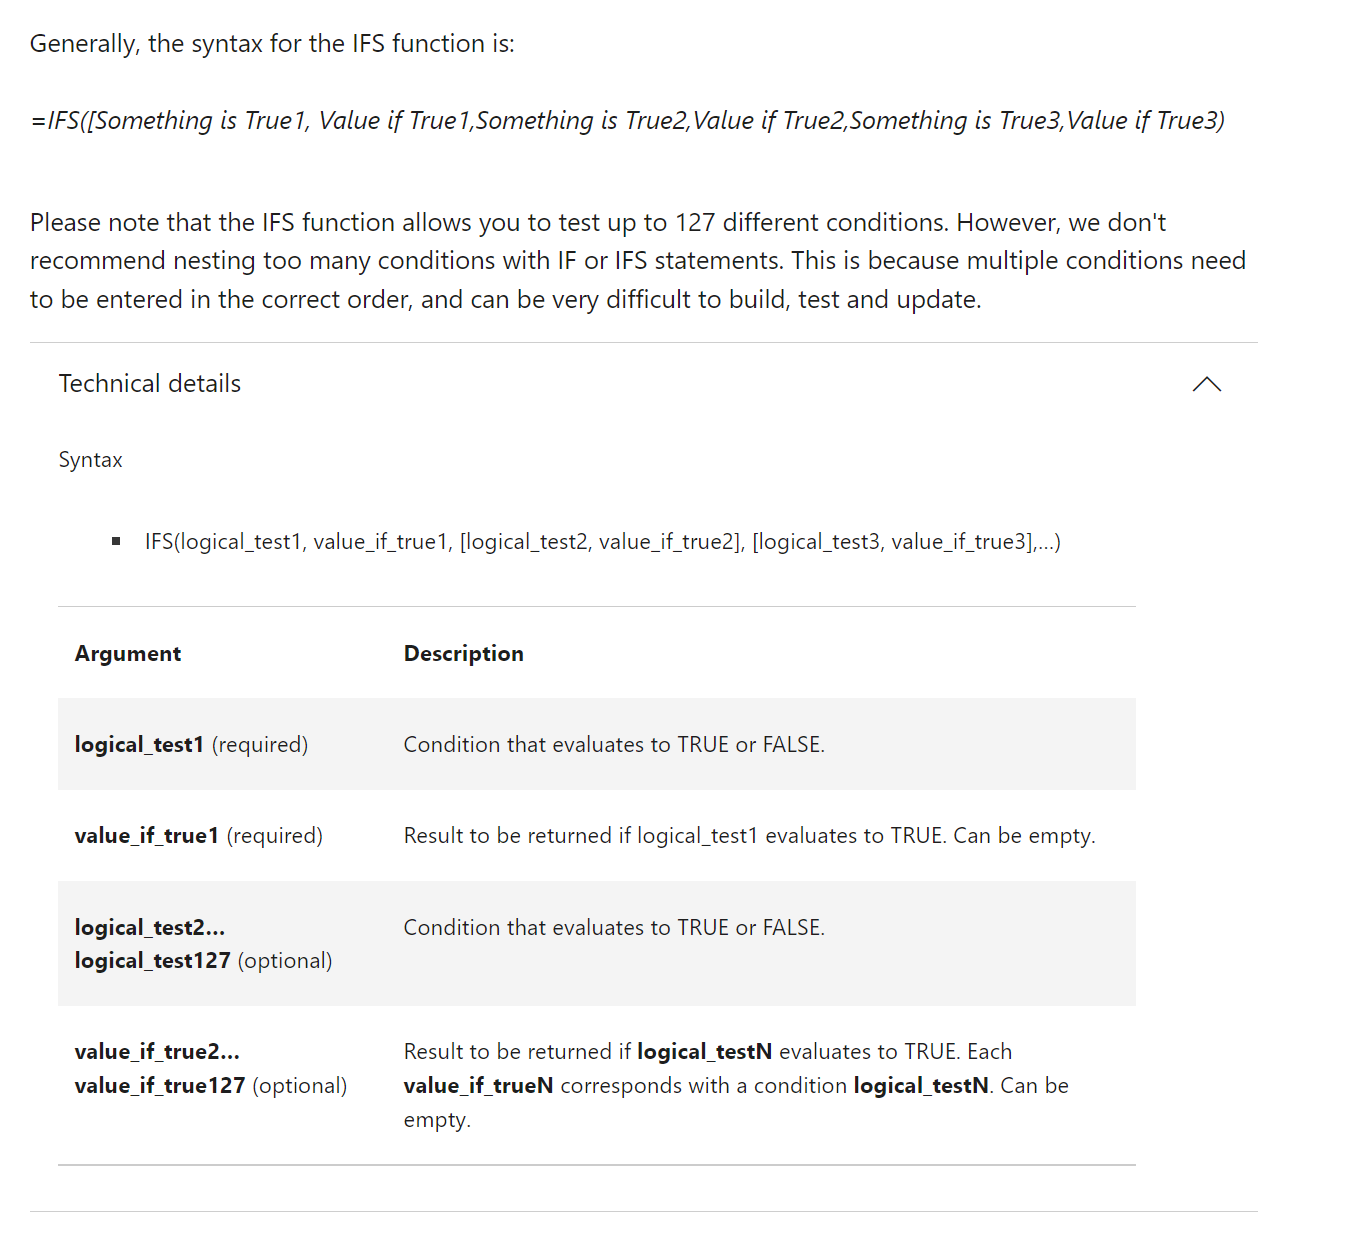 Generally, the syntax for the IFS function is:
=IFS([Something is True1, Value if True1,Something is True2,Value if True2,Something is True3,Value if True3)
Please note that the IFS function allows you to test up to 127 different conditions. However, we don't
recommend nesting too many conditions with IF or IFS statements. This is because multiple conditions need
to be entered in the correct order, and can be very difficult to build, test and update.
Technical details
Syntax
▪ IFS(logical_test1, value_if_true1, [logical_test2, value_if_true2], [logical_test3, value_if_true3],...)
Argument Description
logical_test1 (required) Condition that evaluates to TRUE or FALSE.
value_if_true1 (required) Result to be returned if logical_test1 evaluates to TRUE. Can be empty.
logical_test2... Condition that evaluates to TRUE or FALSE.
logical_test127 (optional)
value_if_true2... Result to be returned if logical_testN evaluates to TRUE. Each
value_if_true127 (optional) value_if_trueN corresponds with a condition logical_testN. Can be
empty.